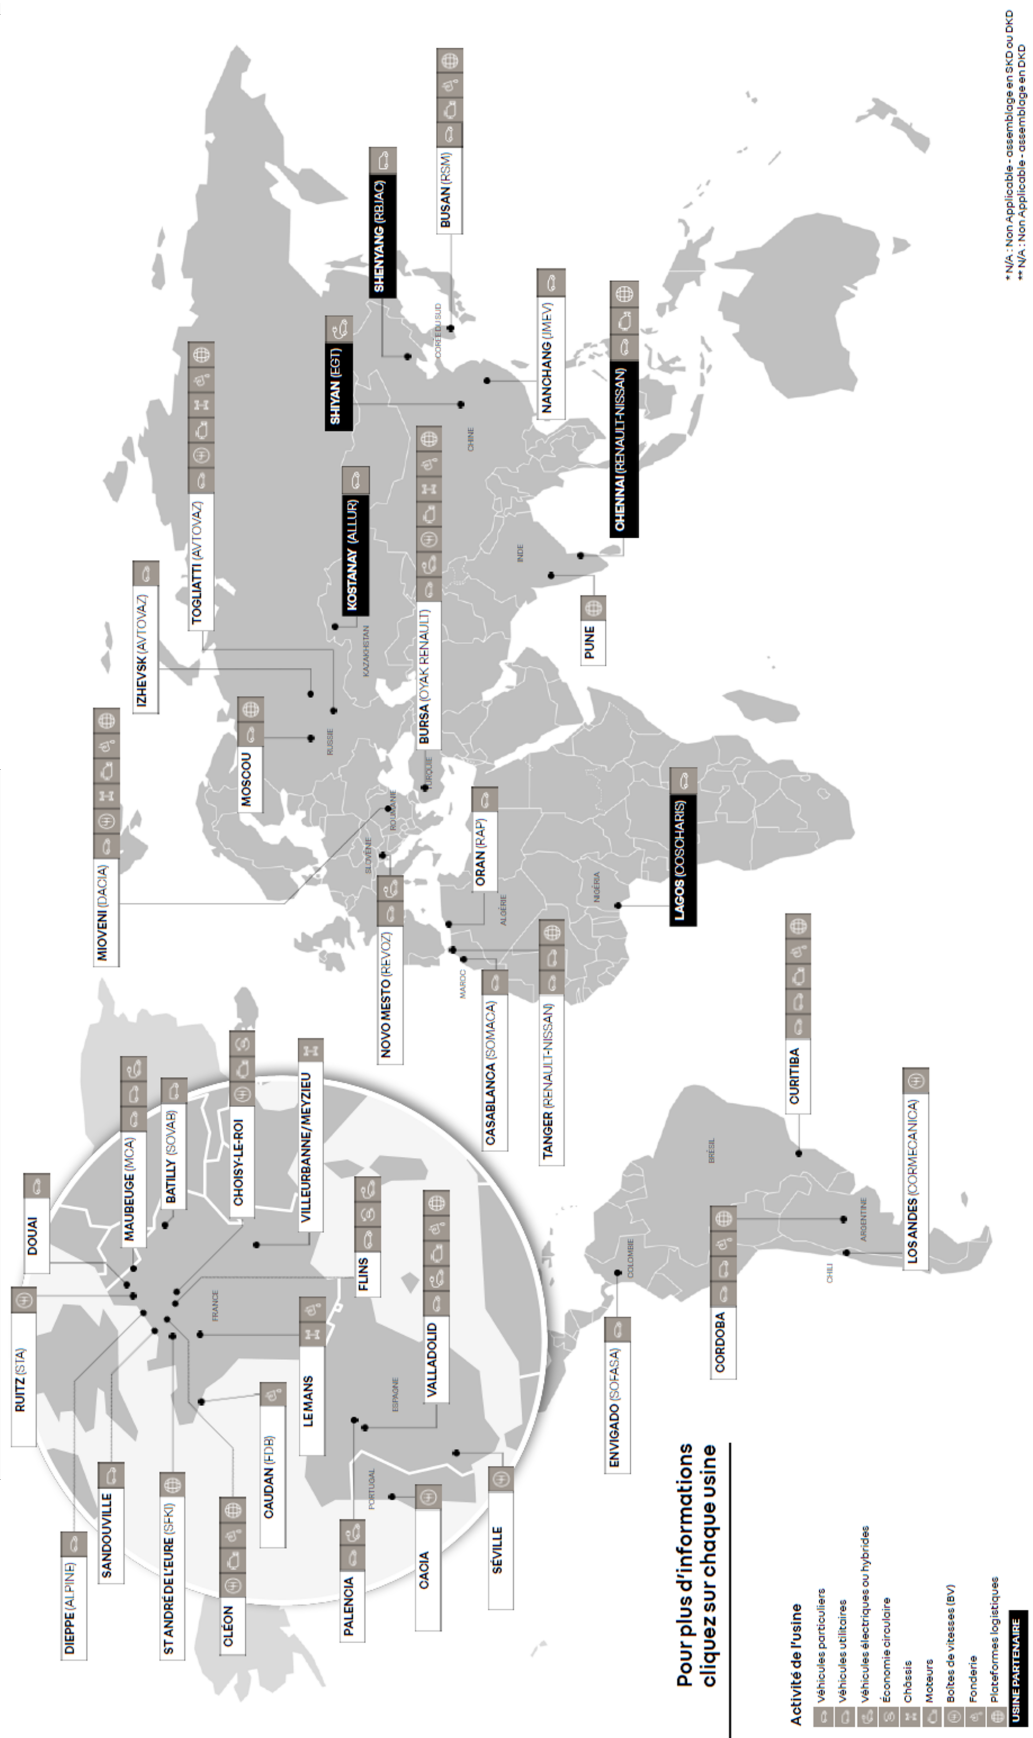 DOUAI
RUITZ (STA)
MAUBEUGE (MCA)
BATILLY (SOVAB)
CHOISY-LE-ROI
VILLEURBANNE/MEYZIEU
FLINS
VALLADOLID
LE MANS
CAUDAN (FDB)
DIEPPE (ALPINE)
SANDOUVILLE
ST ANDRÉ DE L'EURE (SFKI)
CLÉON
PALENCIA
CACIA
SÉVILLE
FRANCE
ESPAGNE
PORTUGAL
MIOVENI (DACIA)
IZHEVSK (AVTOVAZ)
TOGLIATTI (AVTOVAZ)
MOSCOU
NOVO MESTO (REVOZ)
BURSA (OYAK RENAULT)
KOSTANAY (ALLUR)
SHIYAN (EGT)
SHENYANG (RBJAC)
BUSAN (RSM)
NANCHANG (JMEV)
CHENNAI (RENAULT-NISSAN)
PUNE
ORAN (RAP)
CASABLANCA (SOMACA)
TANGER (RENAULT-NISSAN)
LAGOS (COSCHARIS)
RUSSIE
KAZAKHSTAN
SLOVÉNIE
ROUMANIE
TURQUIE
CHINE
CORÉE DU SUD
INDE
MAROC
ALGÉRIE
NIGÉRIA
CURITIBA
LOS ANDES (CORMECANICA)
CORDOBA
ENVIGADO (SOFASA)
COLOMBIE
BRÉSIL
ARGENTINE
CHILI
Pour plus d'informations
cliquez sur chaque usine
Activité de l'usine
Véhicules particuliers
Véhicules utilitaires
Véhicules électriques ou hybrides
Économie circulaire
Châssis
Moteurs
Boîtes de vitesses (BV)
Fonderie
Plateformes logistiques
USINE PARTENAIRE
* N/A : Non Applicable - assemblage en SKD ou DKD
** N/A : Non Applicable - assemblage en DKD